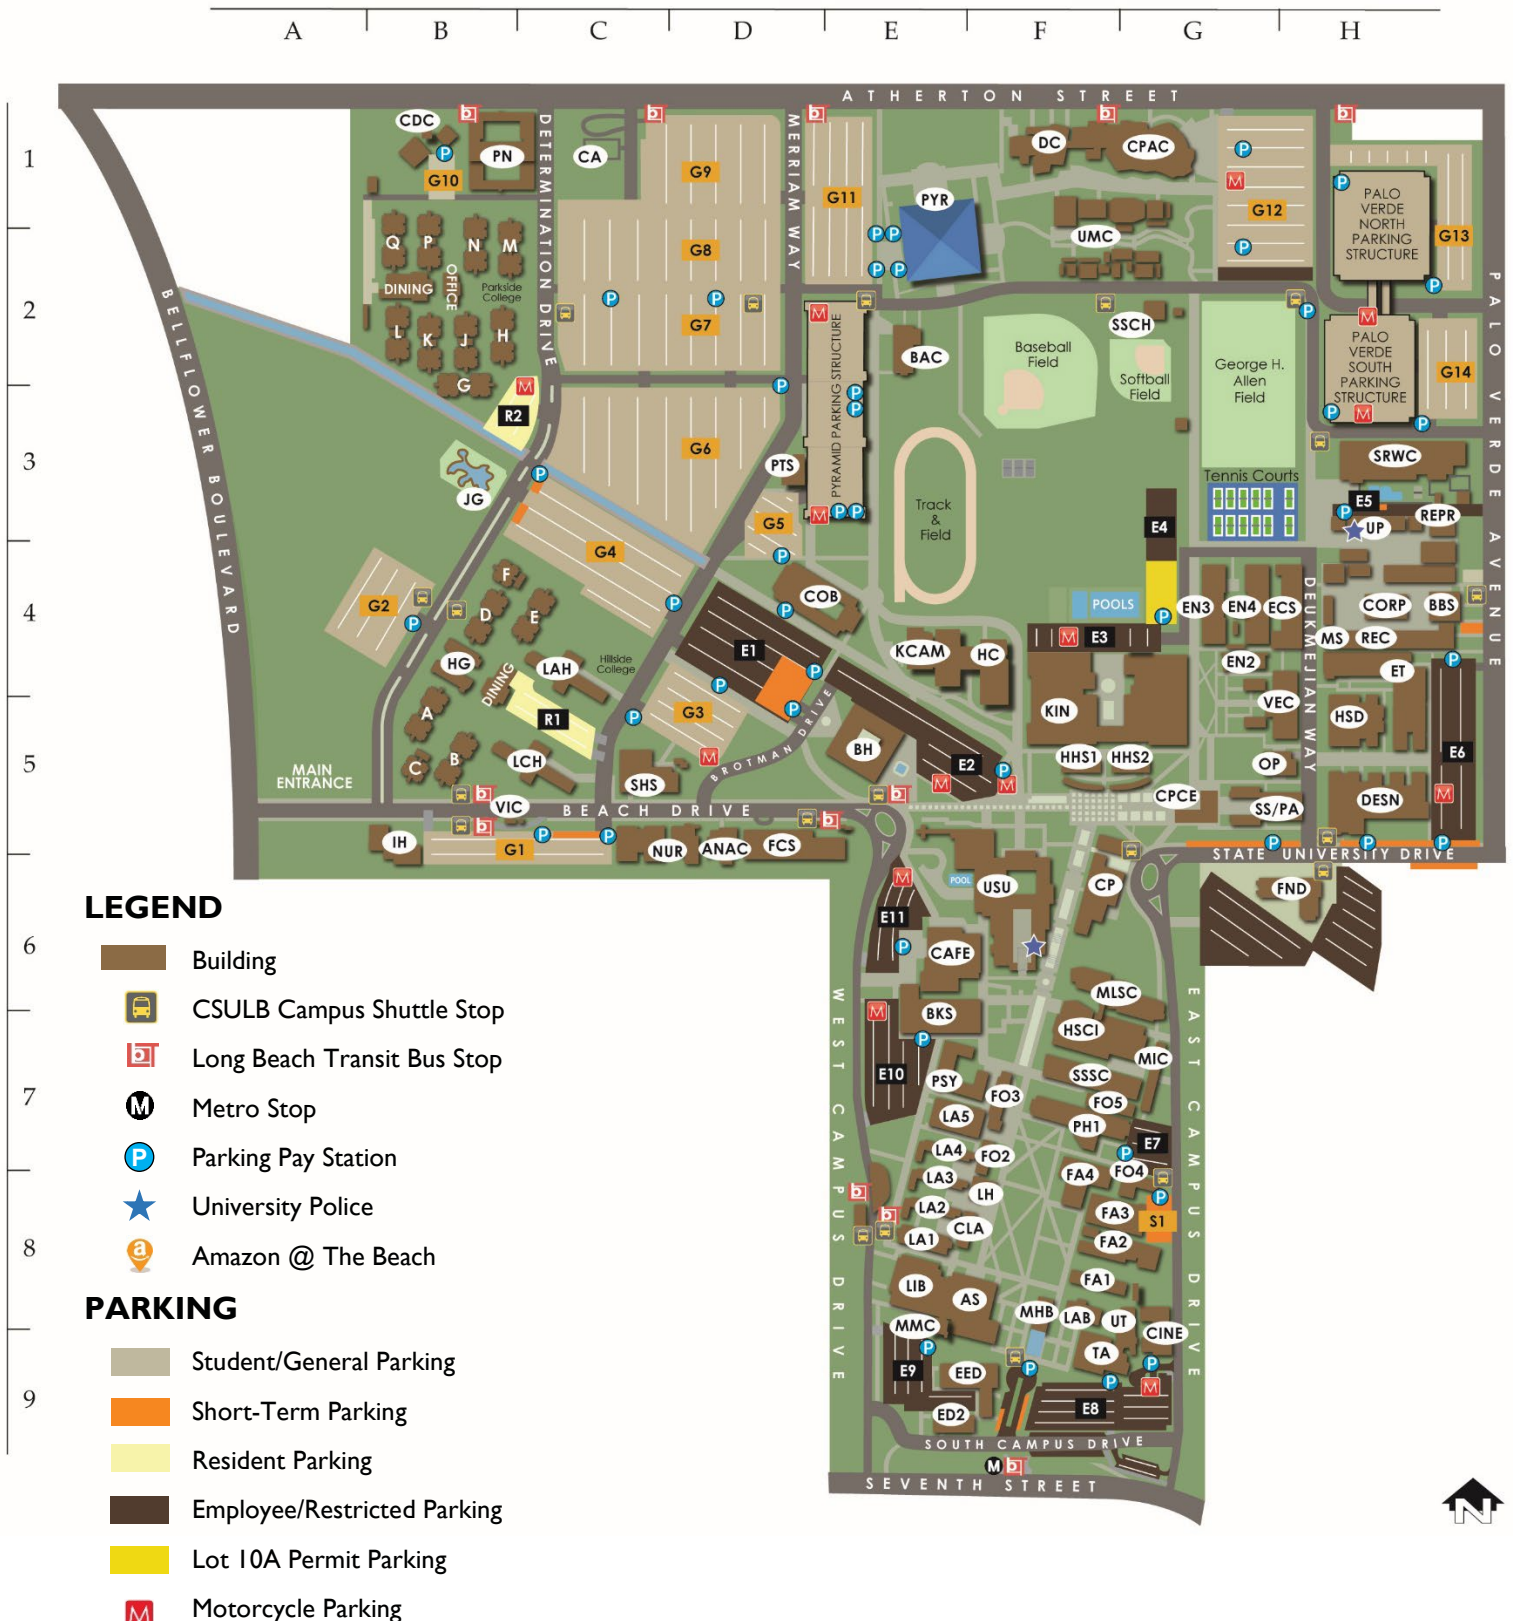 A B C D E F G H
ATHERTON STREET
1
CDC
PN
G10
DETERMINATION DRIVE
CA
G9
MERRIAM WAY
G11
PYR
DC
CPAC
UMC
G12
PALO
VERDE
NORTH
PARKING
STRUCTURE
G13
Q P N M
DINING
OFFICE
Parkside
College
L K J H
G
R2
2
G8
G7
PYRAMID PARKING STRUCTURE
BAC
Baseball
Field
SSCH
Softball
Field
George H.
Allen
Field
PALO
VERDE
SOUTH
PARKING
STRUCTURE
G14
PALO VERDE AVENUE
BELLFLOWER BOULEVARD
3
JG
G6
PTS
G5
Track
&
Field
Tennis Courts
SRWC
E5
UP
REPR
E4
4
G4
G2
F
D
E
HG
DINING
LAH
Hillside
College
A
B
C
R1
LCH
COB
E1
G3
KCAM
HC
POOLS
E3
EN3
EN4
ECS
EN2
DEUKMEJIAN WAY
CORP
BBS
MS
REC
ET
5
MAIN
ENTRANCE
VIC
SHS
BROTMAN DRIVE
BH
E2
KIN
HHS1
HHS2
VEC
HSD
OP
E6
CPCE
SS/PA
DESN
BEACH DRIVE
IH
G1
NUR
ANAC
FCS
STATE UNIVERSITY DRIVE
6
POOL
USU
CP
FND
E11
CAFE
MLSC
WEST CAMPUS DRIVE
EAST CAMPUS DRIVE
BKS
HSCI
7
E10
PSY
MIC
SSSC
FO3
FO5
LA5
PH1
E7
LA4
FO2
LA3
FA4
FO4
8
LH
LA2
FA3
S1
CLA
LA1
FA2
LIB
AS
FA1
MHB
LAB
UT
MMC
CINE
9
TA
E9
EED
E8
ED2
SOUTH CAMPUS DRIVE
SEVENTH STREET
N
LEGEND
Building
CSULB Campus Shuttle Stop
Long Beach Transit Bus Stop
M Metro Stop
P Parking Pay Station
University Police
a Amazon @ The Beach
PARKING
Student/General Parking
Short-Term Parking
Resident Parking
Employee/Restricted Parking
Lot 10A Permit Parking
M Motorcycle Parking